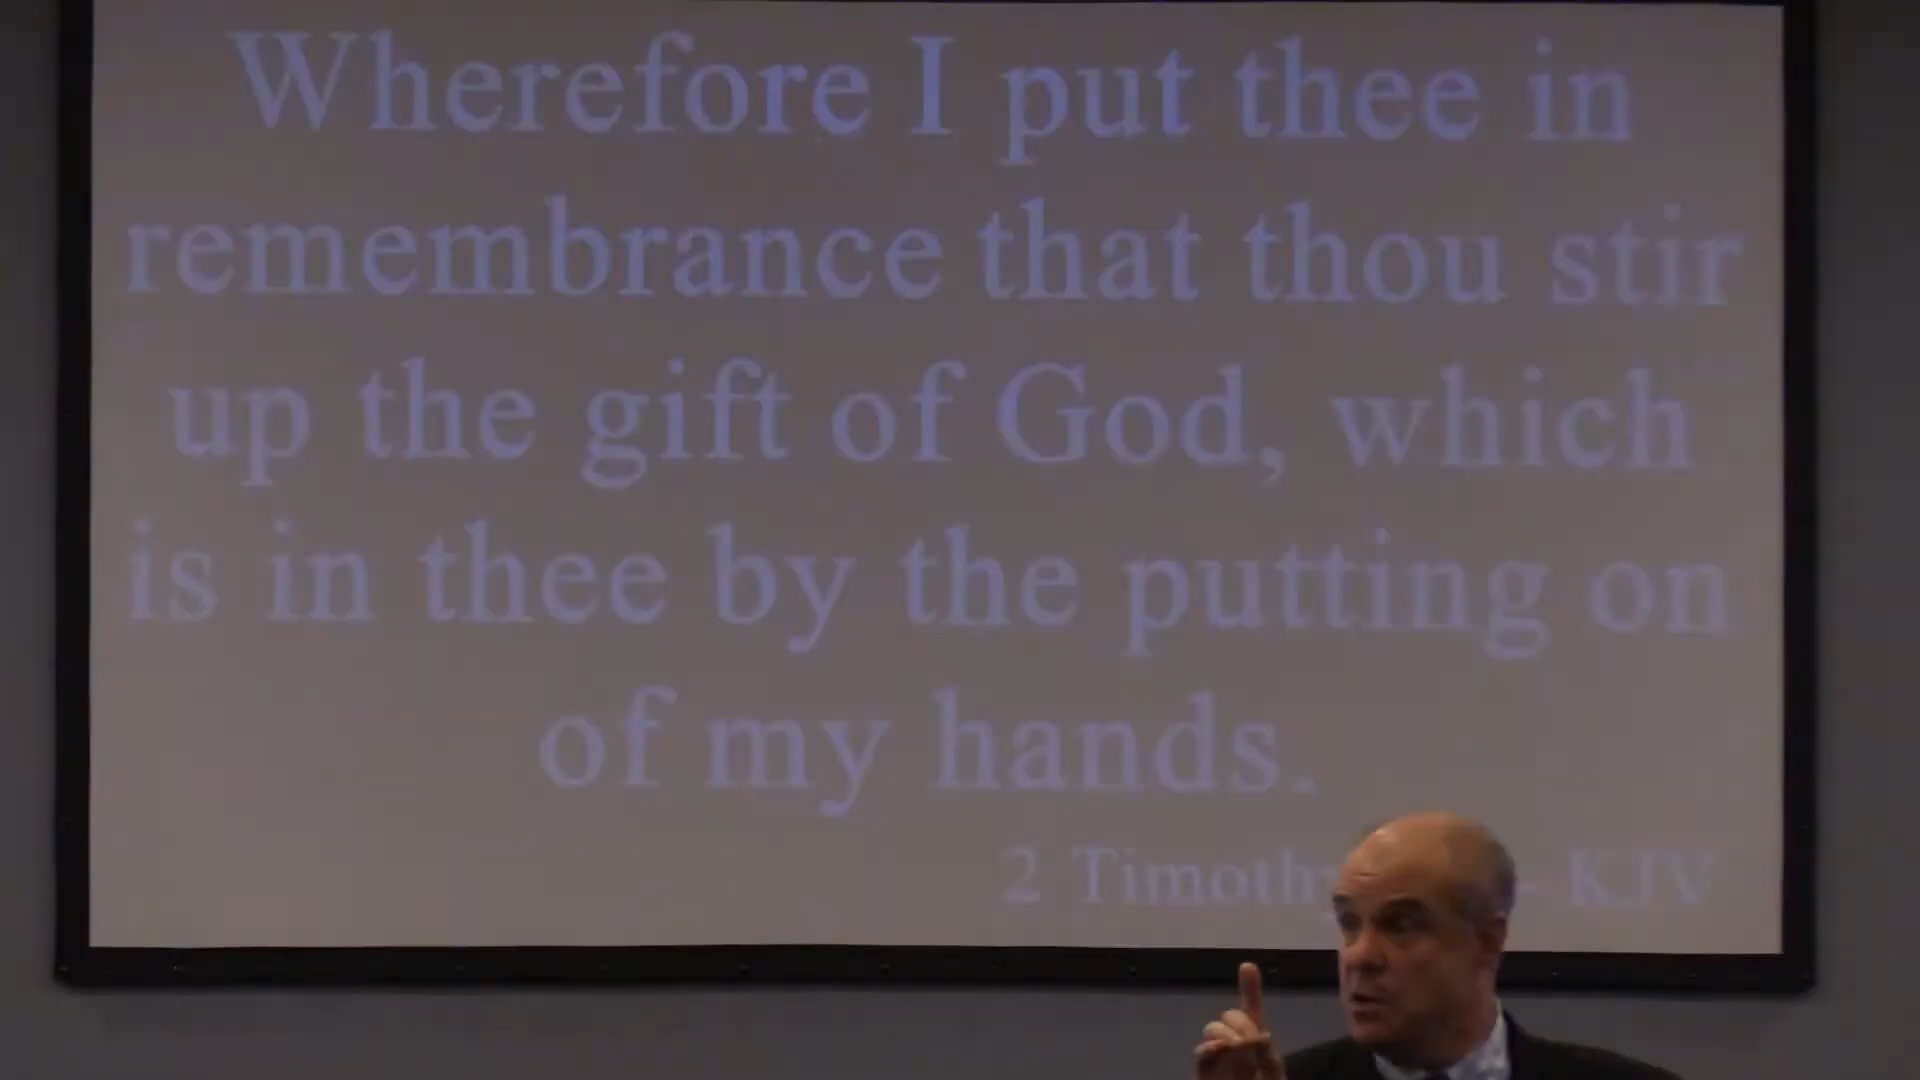 Wherefore I put thee in
remembrance that thou stir
up the gift of God, which
is in thee by the putting on
of my hands.
2 Timothy - KJV